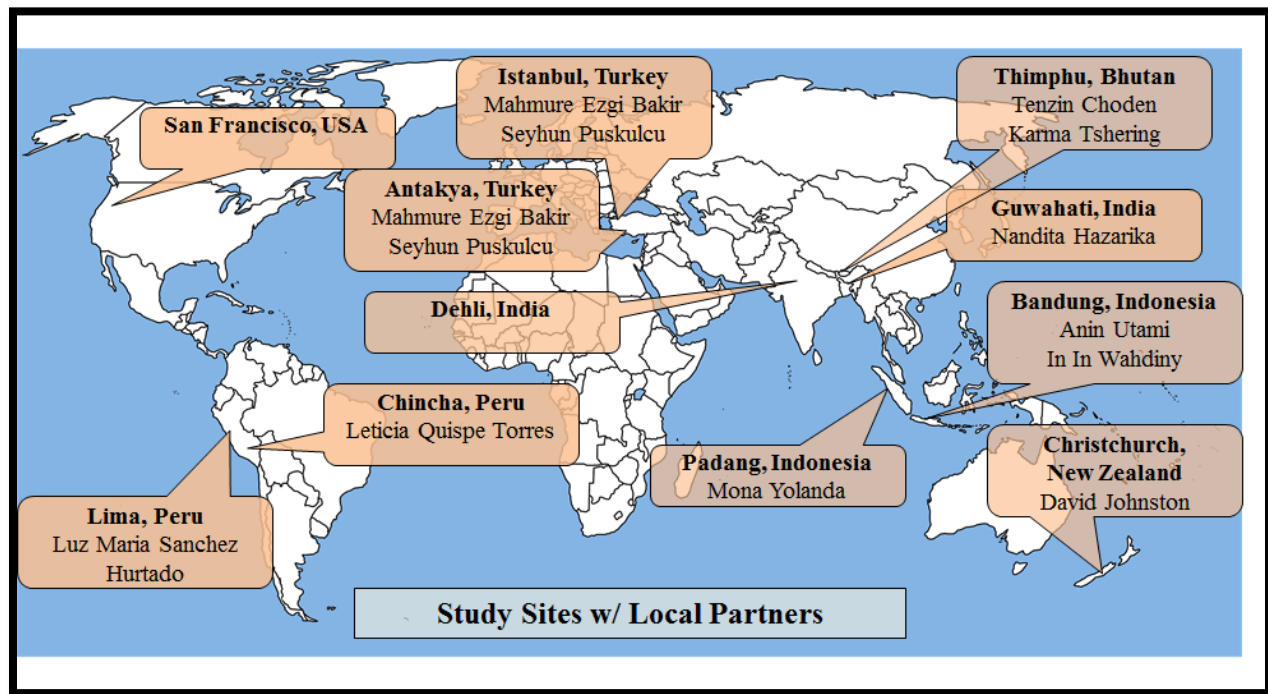 San Francisco, USA
Istanbul, Turkey
Mahmure Ezgi Bakir
Seyhun Puskulcu
Thimphu, Bhutan
Tenzin Choden
Karma Tshering
Antakya, Turkey
Mahmure Ezgi Bakir
Seyhun Puskulcu
Guwahati, India
Nandita Hazarika
Dehli, India
Bandung, Indonesia
Anin Utami
In In Wahdiny
Chincha, Peru
Leticia Quispe Torres
Padang, Indonesia
Mona Yolanda
Christchurch,
New Zealand
David Johnston
Lima, Peru
Luz Maria Sanchez
Hurtado
Study Sites w/ Local Partners